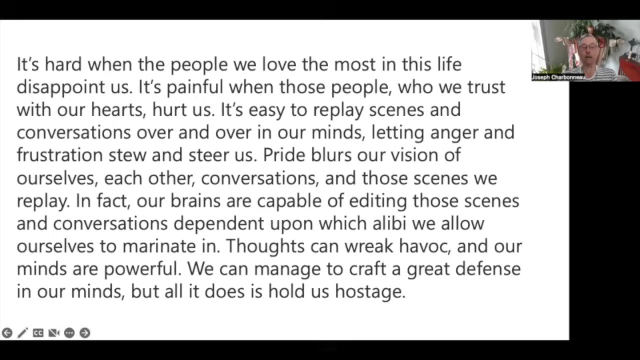 It's hard when the people we love the most in this life
disappoint us. It's painful when those people, who we trust
with our hearts, hurt us. It's easy to replay scenes and
conversations over and over in our minds, letting anger and
frustration stew and steer us. Pride blurs our vision of
ourselves, each other, conversations, and those scenes we
replay. In fact, our brains are capable of editing those scenes
and conversations dependent upon which alibi we allow
ourselves to marinate in. Thoughts can wreak havoc, and our
minds are powerful. We can manage to craft a great defense
in our minds, but all it does is hold us hostage.
Joseph Charbonneau
CC